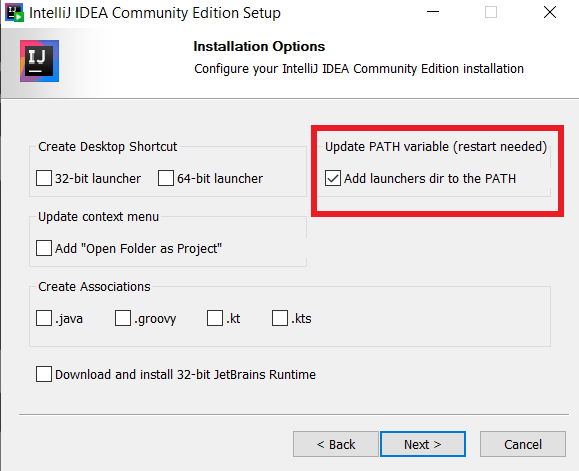 IntelliJ IDEA Community Edition Setup
IJ
Installation Options
Configure your IntelliJ IDEA Community Edition installation
Create Desktop Shortcut
32-bit launcher
64-bit launcher
Update PATH variable (restart needed)
Add launchers dir to the PATH
Update context menu
Add "Open Folder as Project"
Create Associations
.java
.groovy
.kt
.kts
Download and install 32-bit JetBrains Runtime
< Back
Next >
Cancel